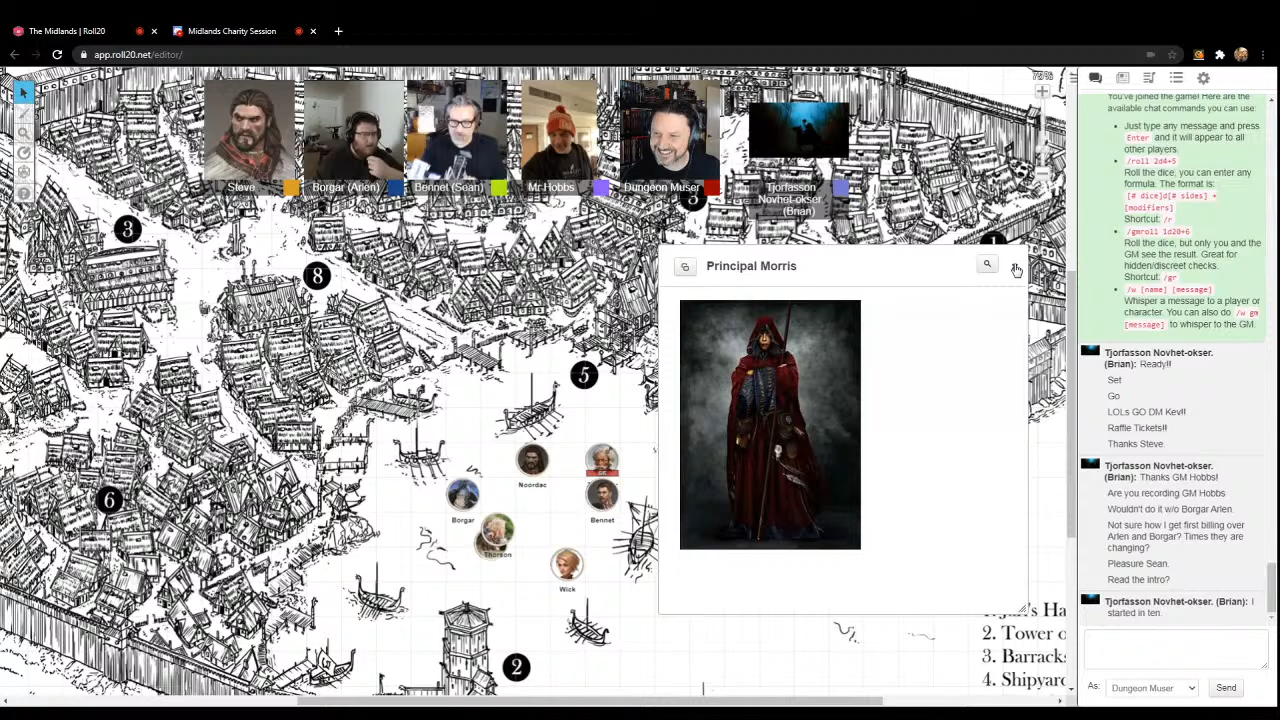 The Midlands | Roll20
Midlands Charity Session
app.roll20.net/editor/
79%
Steve
Borgar (Arlen)
Bennet (Sean)
Mr.Hobbs
Dungeon Muser
Tjorfasson
Novhet-okser.
(Brian)
3
3
1
8
5
6
2
Principal Morris
Noordac
Borgar
Bennet
Thorson
Wick
2. Tower o
3. Barracks
4. Shipyard
You've joined the game! Here are the
available chat commands you can use:
Just type any message and press
Enter and it will appear to all
other players.
/roll 2d4+5
Roll the dice, you can enter any
formula. The format is:
[# dice]d[# sides] +
[modifiers]
Shortcut: /r
/gmroll 1d20+6
Roll the dice, but only you and the
GM see the result. Great for
hidden/discreet checks.
Shortcut: /gr
/w [name] [message]
Whisper a message to a player or
character. You can also do /w gm
[message] to whisper to the GM.
Tjorfasson Novhet-okser.
(Brian): Ready!!
Set
Go
LOLs GO DM Kev!!
Raffle Tickets!!
Thanks Steve.
Tjorfasson Novhet-okser.
(Brian): Thanks GM Hobbs!
Are you recording GM Hobbs
Wouldn't do it w/o Borgar Arlen.
Not sure how I get first billing over
Arlen and Borgar? Times they are
changing?
Pleasure Sean.
Read the intro?
Tjorfasson Novhet-okser. (Brian): I
started in ten.
As: Dungeon Muser
Send